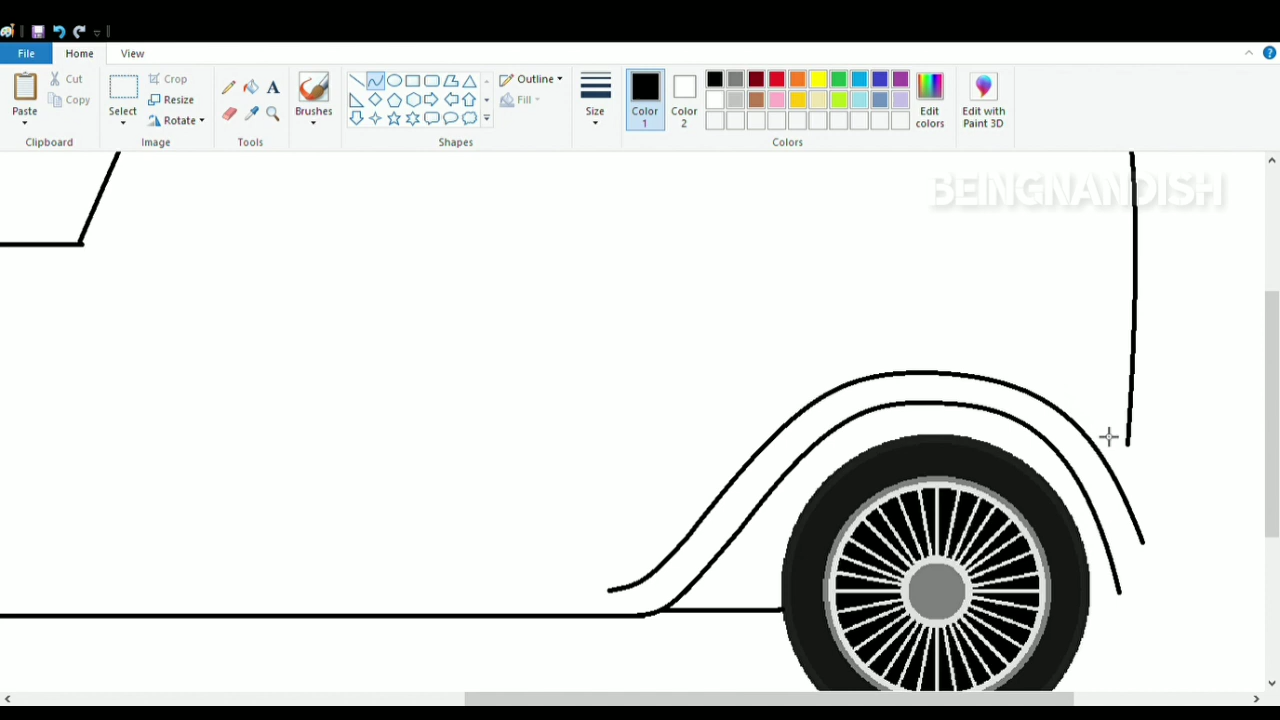 File Home View
Paste Cut Copy Clipboard
Select Crop Resize Rotate Image
A Tools
Brushes
Shapes
Outline Fill
Size
Color 1 Color 2 Edit colors Colors
Edit with Paint 3D
BEINGNANDISH